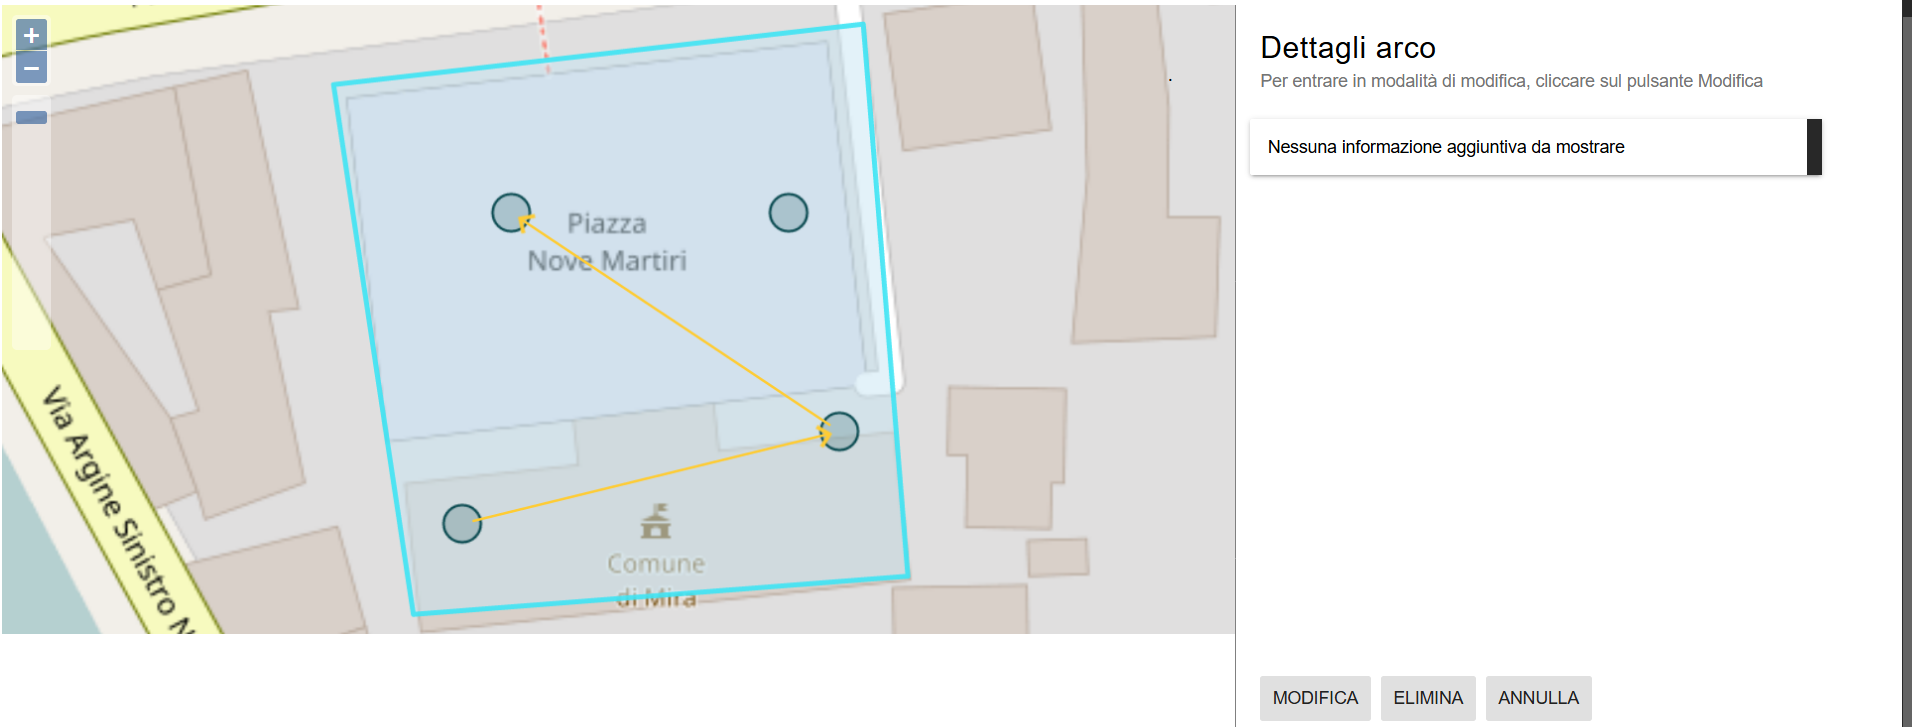 +
−
Piazza
Nove Martiri
Via Argine Sinistro N
Comune
di Mira
Dettagli arco
Per entrare in modalità di modifica, cliccare sul pulsante Modifica
Nessuna informazione aggiuntiva da mostrare
MODIFICA ELIMINA ANNULLA